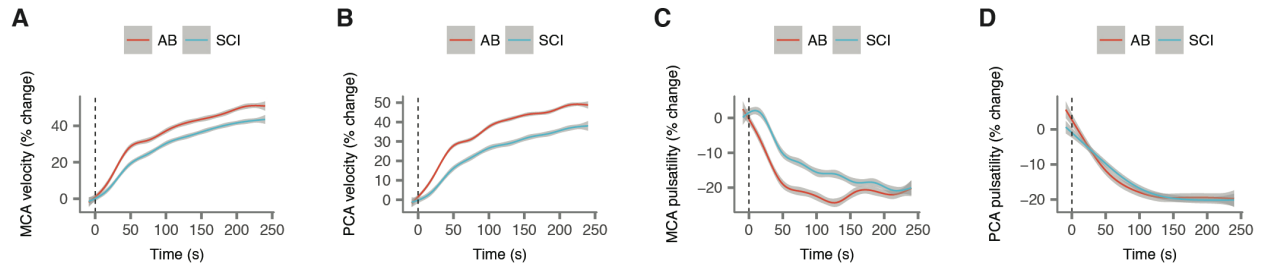 A
AB SCI
MCA velocity (% change)
40
20
0
0 50 100 150 200 250
Time (s)
B
AB SCI
PCA velocity (% change)
50
40
30
20
10
0
0 50 100 150 200 250
Time (s)
C
AB SCI
MCA pulsatility (% change)
0
−10
−20
0 50 100 150 200 250
Time (s)
D
AB SCI
PCA pulsatility (% change)
0
−10
−20
0 50 100 150 200 250
Time (s)